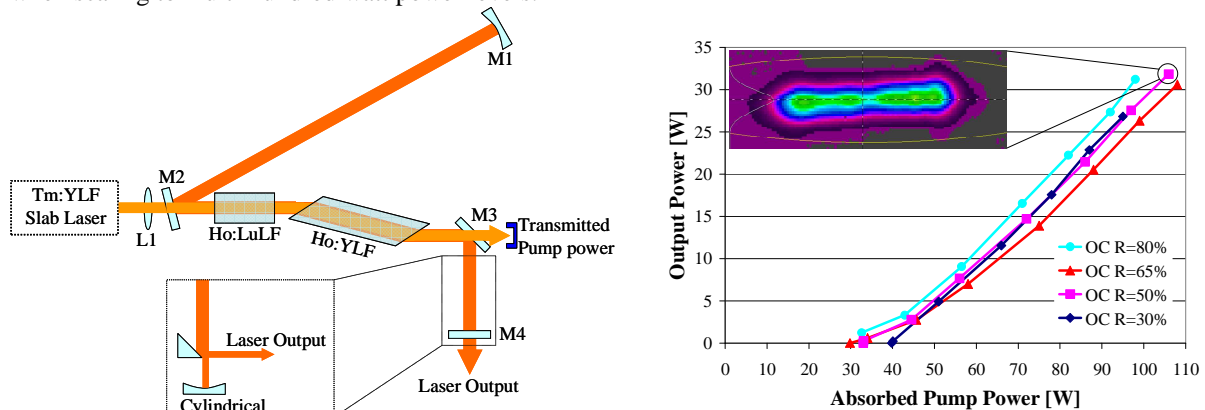 M1
M2
Tm:YLF
Slab Laser
L1
Ho:LuLF
Ho:YLF
M3
Transmitted
Pump power
Laser Output
M4
Laser Output
Cylindrical
35
30
25
20
15
10
5
0
Output Power [W]
OC R=80%
OC R=65%
OC R=50%
OC R=30%
0 10 20 30 40 50 60 70 80 90 100 110
Absorbed Pump Power [W]